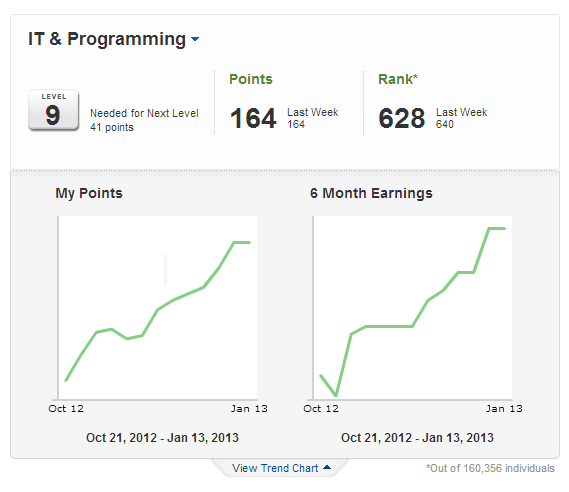 IT & Programming
LEVEL
9
Needed for Next Level
41 points
Points
164
Last Week
164
Rank*
628
Last Week
640
My Points
Oct 12
Jan 13
Oct 21, 2012 - Jan 13, 2013
6 Month Earnings
Oct 12
Jan 13
Oct 21, 2012 - Jan 13, 2013
View Trend Chart
*Out of 160,356 individuals